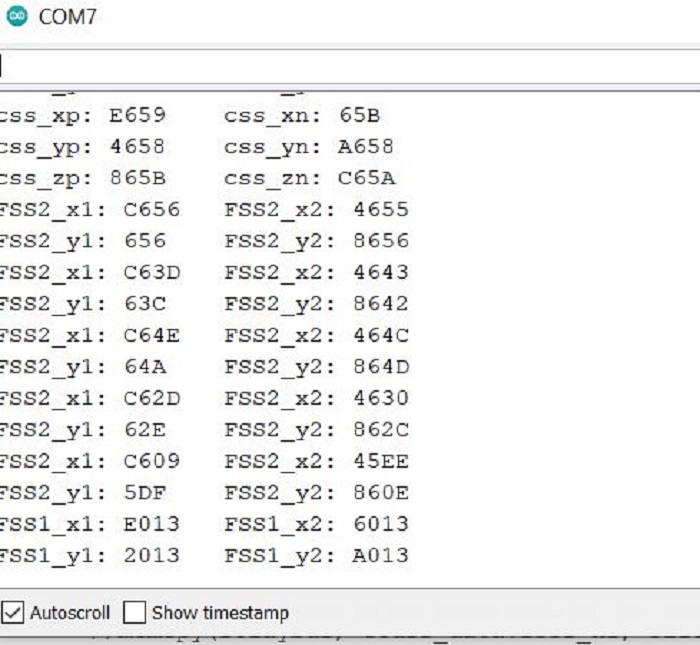 COM7
css_xp: E659 css_xn: 65B
css_yp: 4658 css_yn: A658
css_zp: 865B css_zn: C65A
FSS2_x1: C656 FSS2_x2: 4655
FSS2_y1: 656 FSS2_y2: 8656
FSS2_x1: C63D FSS2_x2: 4643
FSS2_y1: 63C FSS2_y2: 8642
FSS2_x1: C64E FSS2_x2: 464C
FSS2_y1: 64A FSS2_y2: 864D
FSS2_x1: C62D FSS2_x2: 4630
FSS2_y1: 62E FSS2_y2: 862C
FSS2_x1: C609 FSS2_x2: 45EE
FSS2_y1: 5DF FSS2_y2: 860E
FSS1_x1: E013 FSS1_x2: 6013
FSS1_y1: 2013 FSS1_y2: A013
Autoscroll Show timestamp